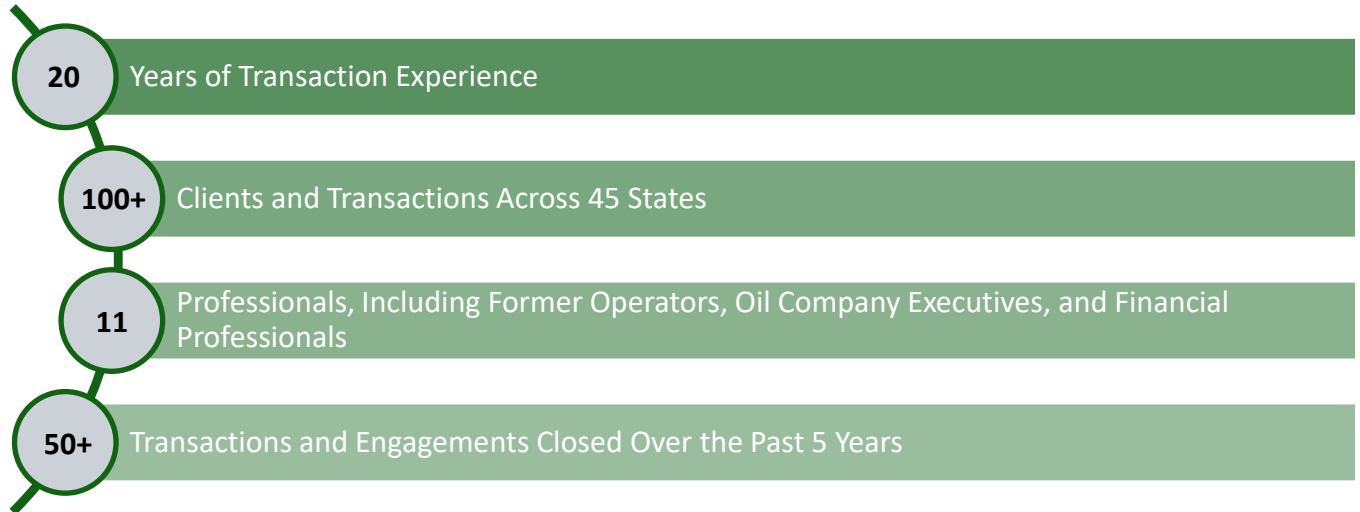 20
Years of Transaction Experience
100+
Clients and Transactions Across 45 States
11
Professionals, Including Former Operators, Oil Company Executives, and Financial
Professionals
50+
Transactions and Engagements Closed Over the Past 5 Years